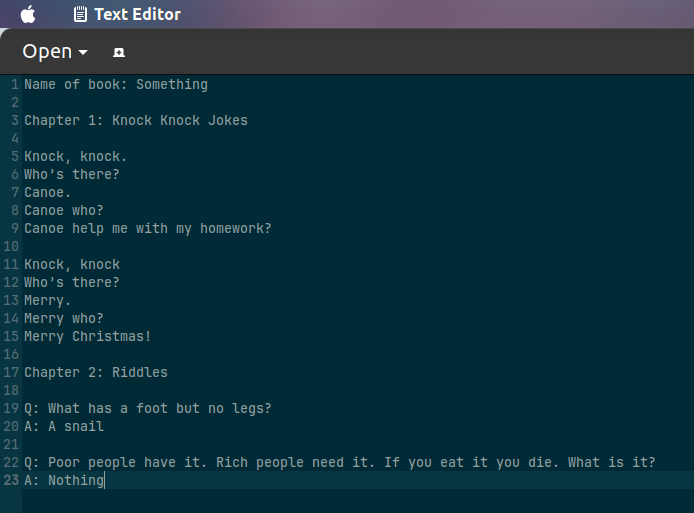 Text Editor
Open
1 Name of book: Something
2
3 Chapter 1: Knock Knock Jokes
4
5 Knock, knock.
6 Who's there?
7 Canoe.
8 Canoe who?
9 Canoe help me with my homework?
10
11 Knock, knock
12 Who's there?
13 Merry.
14 Merry who?
15 Merry Christmas!
16
17 Chapter 2: Riddles
18
19 Q: What has a foot but no legs?
20 A: A snail
21
22 Q: Poor people have it. Rich people need it. If you eat it you die. What is it?
23 A: Nothing